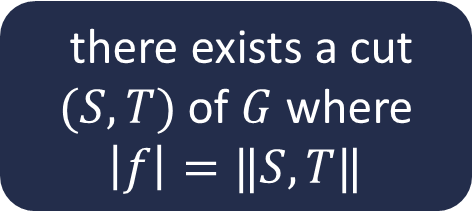 there exists a cut
(S, T) of G where
|f| = ‖S, T‖